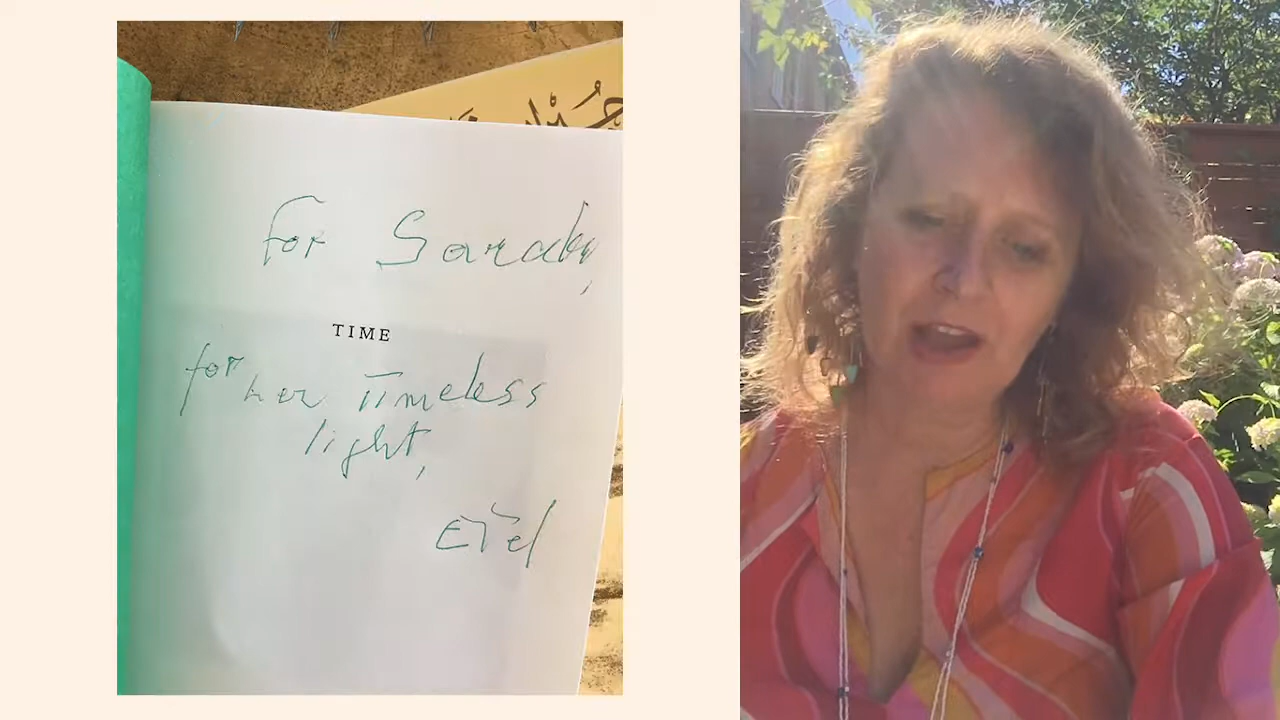 For Sarah,
TIME
for her Timeless
light,
Etel